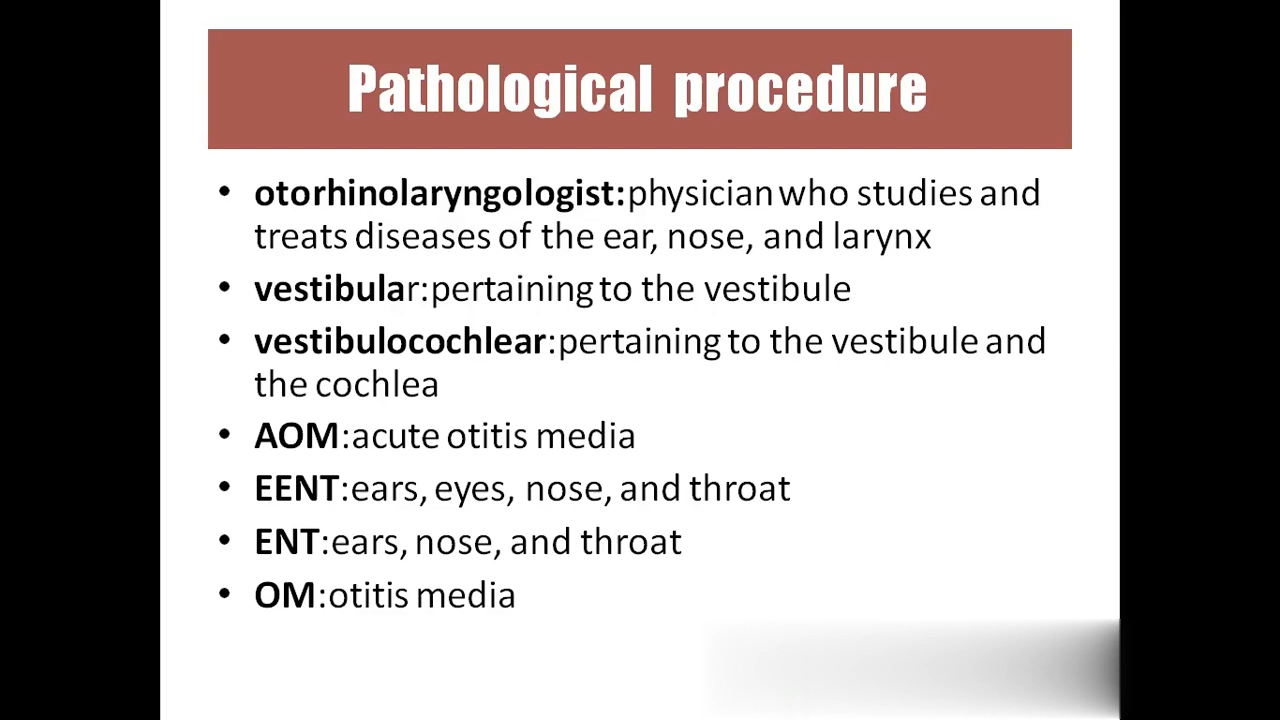 Pathological procedure
• otorhinolaryngologist:physician who studies and
treats diseases of the ear, nose, and larynx
• vestibular:pertaining to the vestibule
• vestibulocochlear:pertaining to the vestibule and
the cochlea
• AOM:acute otitis media
• EENT:ears, eyes, nose, and throat
• ENT:ears, nose, and throat
• OM:otitis media